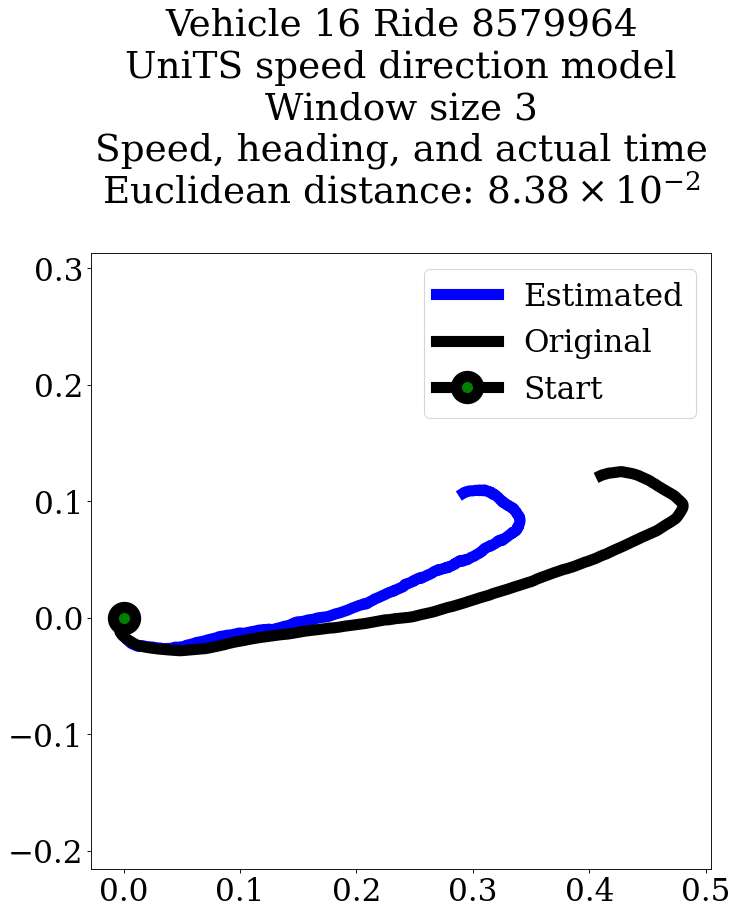 Vehicle 16 Ride 8579964
UniTS speed direction model
Window size 3
Speed, heading, and actual time
Euclidean distance: 8.38 × 10⁻²
Estimated
Original
Start
0.3
0.2
0.1
0.0
−0.1
−0.2
0.0 0.1 0.2 0.3 0.4 0.5